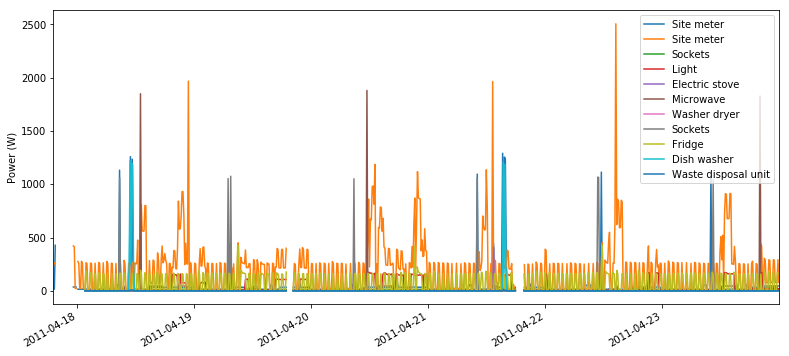 2500
2000
1500
1000
500
0
Power (W)
2011-04-18
2011-04-19
2011-04-20
2011-04-21
2011-04-22
2011-04-23
Site meter
Site meter
Sockets
Light
Electric stove
Microwave
Washer dryer
Sockets
Fridge
Dish washer
Waste disposal unit